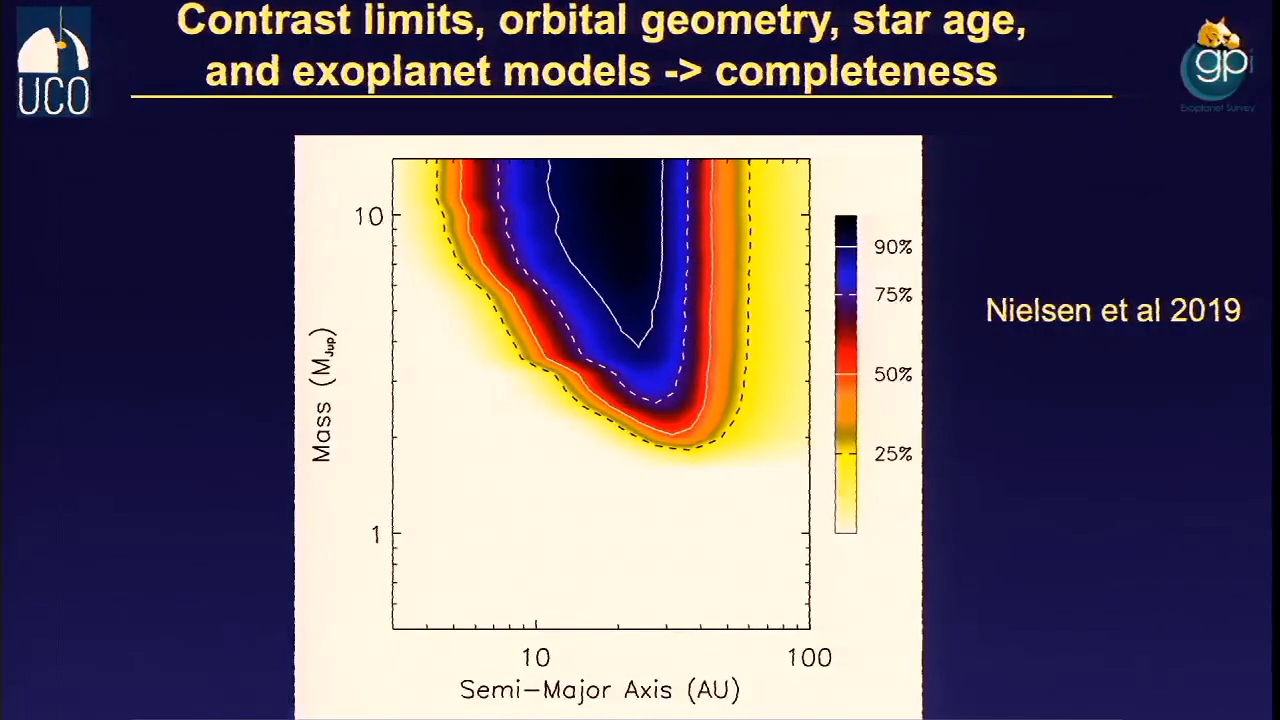 Contrast limits, orbital geometry, star age,
and exoplanet models -> completeness
UCO
gpi
Exoplanet Survey
10
1
Mass (MJup)
10
100
Semi-Major Axis (AU)
90%
75%
50%
25%
Nielsen et al 2019